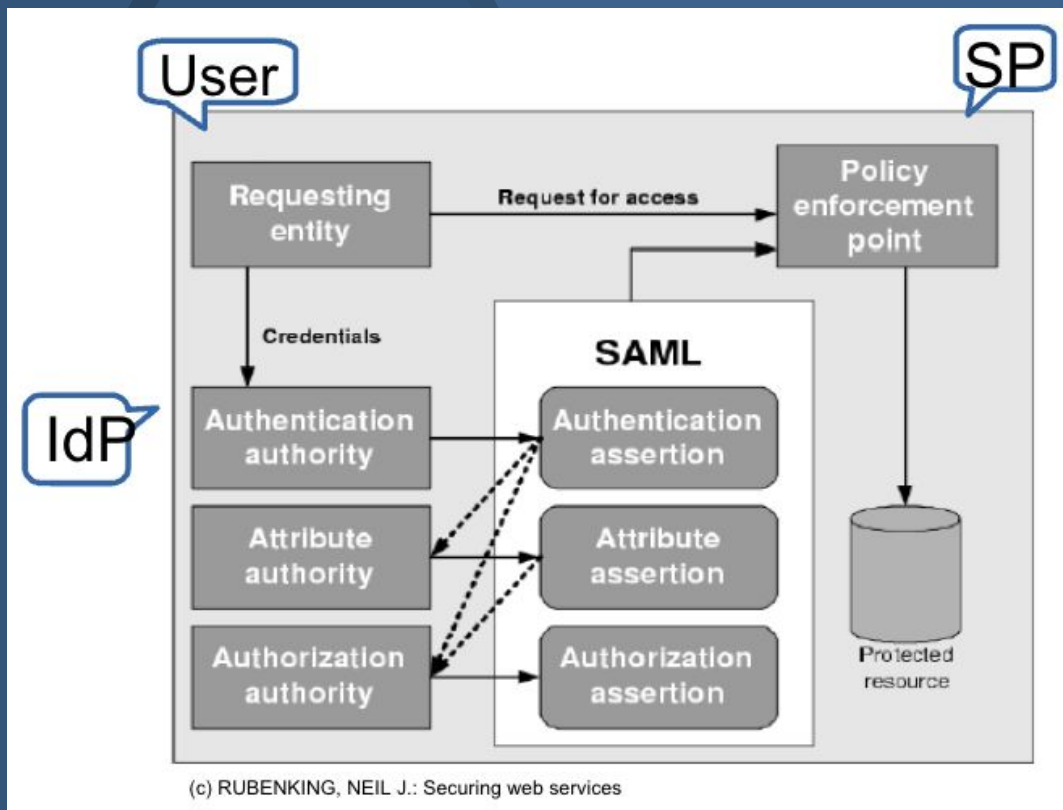 User
SP
Requesting
entity
Request for access
Policy
enforcement
point
Credentials
SAML
IdP
Authentication
authority
Authentication
assertion
Attribute
authority
Attribute
assertion
Authorization
authority
Authorization
assertion
Protected
resource
(c) RUBENKING, NEIL J.: Securing web services